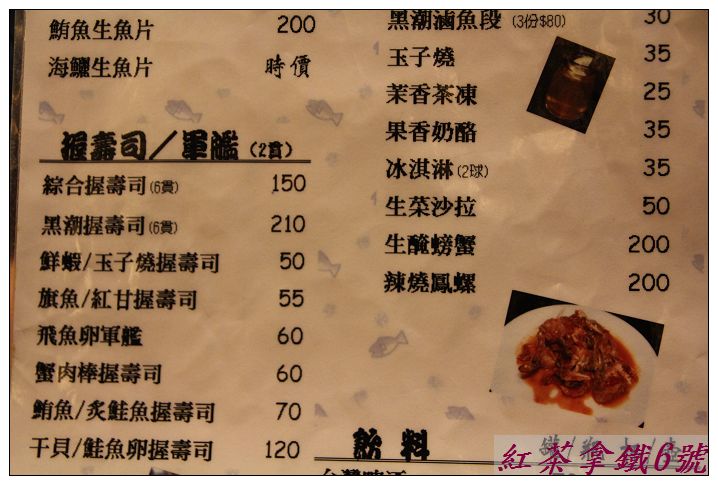 鮪魚生魚片 200
海鱺生魚片 時價
握壽司／軍艦（2貫）
綜合握壽司(6貫) 150
黑潮握壽司(6貫) 210
鮮蝦/玉子燒握壽司 50
旗魚/紅甘握壽司 55
飛魚卵軍艦 60
蟹肉棒握壽司 60
鮪魚/炙鮭魚握壽司 70
干貝/鮭魚卵握壽司 120
黑潮滷魚段 (3份$80) 30
玉子燒 35
茉香茶凍 25
果香奶酪 35
冰淇淋(2球) 35
生菜沙拉 50
生醃螃蟹 200
辣燒鳳螺 200
飲料
紅茶拿鐵6號